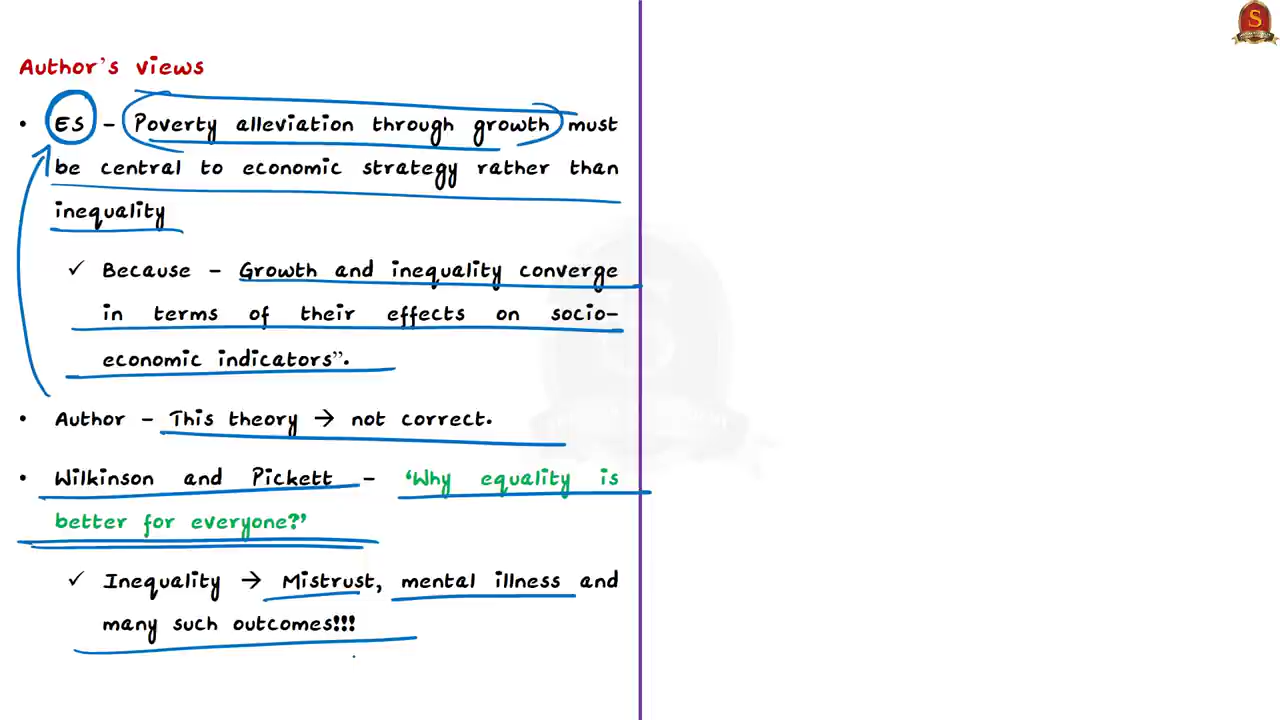 Author's views
• ES – Poverty alleviation through growth must
be central to economic strategy rather than
inequality
✓ Because – Growth and inequality converge
in terms of their effects on socio-
economic indicators”.
• Author – This theory → not correct.
• Wilkinson and Pickett – ‘Why equality is
better for everyone?’
✓ Inequality → Mistrust, mental illness and
many such outcomes!!!
S